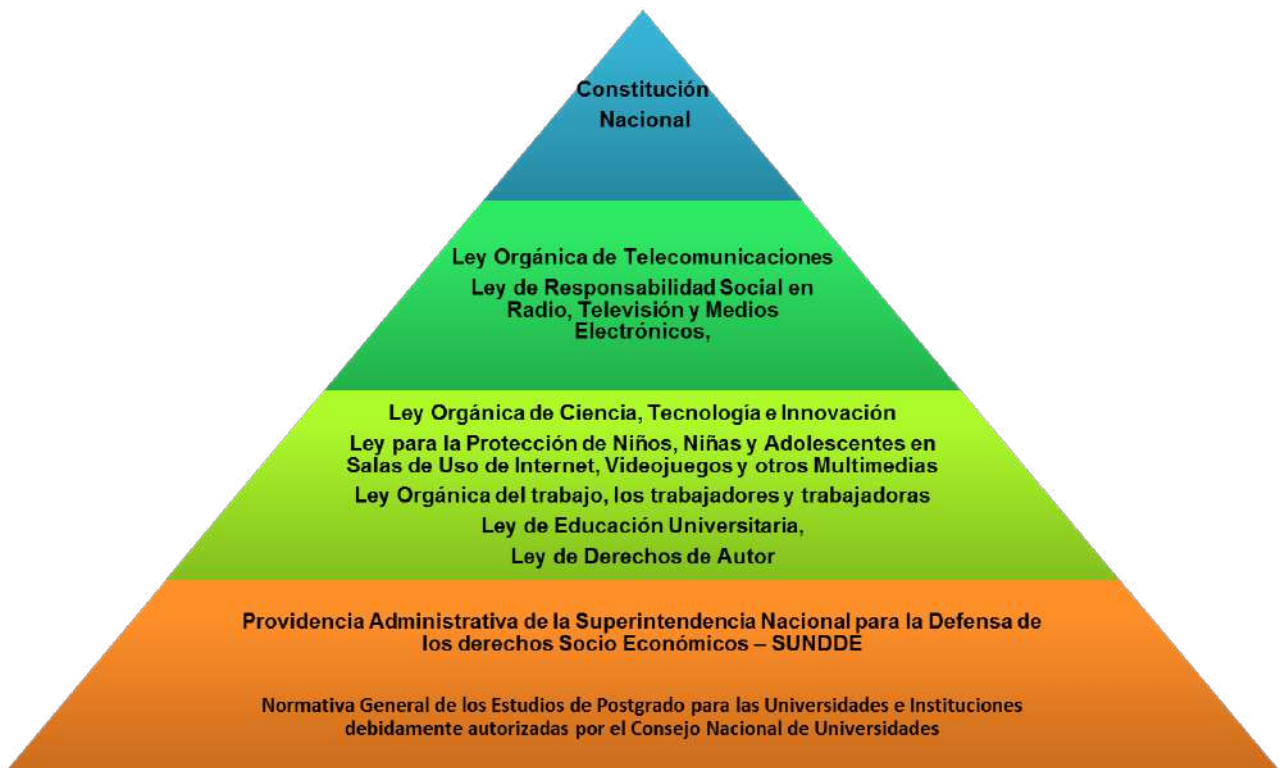 Constitución
Nacional
Ley Orgánica de Telecomunicaciones
Ley de Responsabilidad Social en
Radio, Televisión y Medios
Electrónicos,
Ley Orgánica de Ciencia, Tecnología e Innovación
Ley para la Protección de Niños, Niñas y Adolescentes en
Salas de Uso de Internet, Videojuegos y otros Multimedias
Ley Orgánica del trabajo, los trabajadores y trabajadoras
Ley de Educación Universitaria,
Ley de Derechos de Autor
Providencia Administrativa de la Superintendencia Nacional para la Defensa de
los derechos Socio Económicos – SUNDDE
Normativa General de los Estudios de Postgrado para las Universidades e Instituciones
debidamente autorizadas por el Consejo Nacional de Universidades